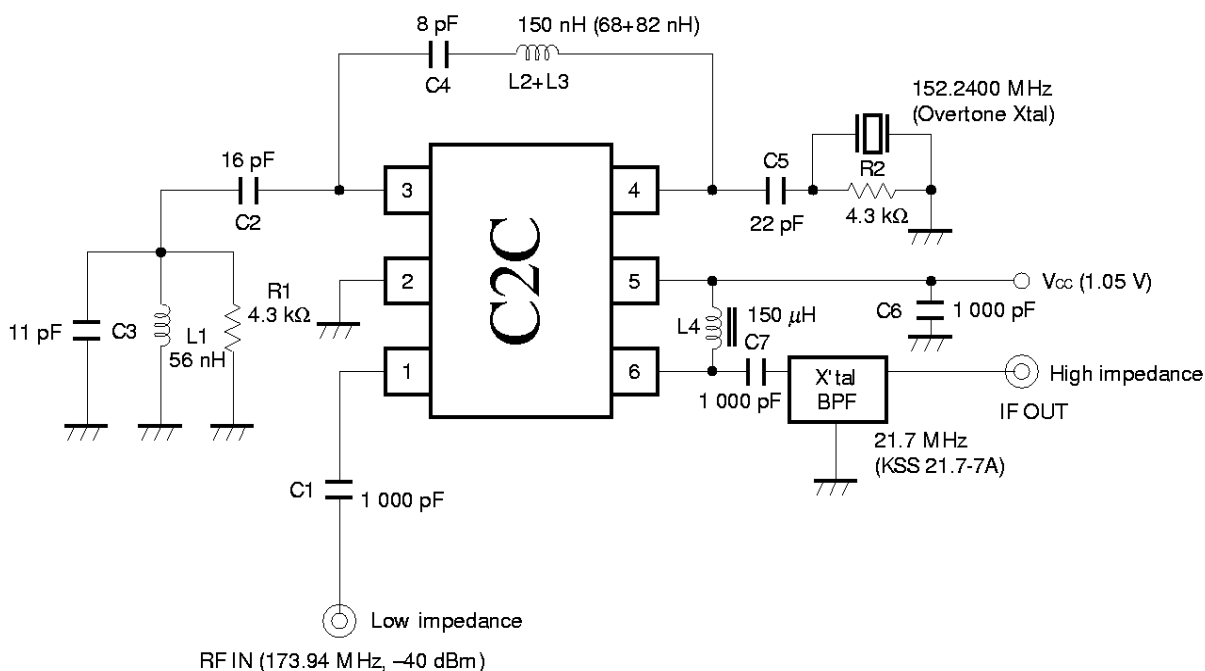 8 pF
150 nH (68+82 nH)
C4
L2+L3
152.2400 MHz
(Overtone Xtal)
16 pF
C2
3
4
C5
22 pF
R2
4.3 kΩ
C2C
2
5
Vcc (1.05 V)
11 pF
C3
L1
56 nH
R1
4.3 kΩ
L4
150 μH
C6
1 000 pF
1
6
C7
1 000 pF
X'tal
BPF
High impedance
IF OUT
21.7 MHz
(KSS 21.7-7A)
C1
1 000 pF
Low impedance
RF IN (173.94 MHz, –40 dBm)